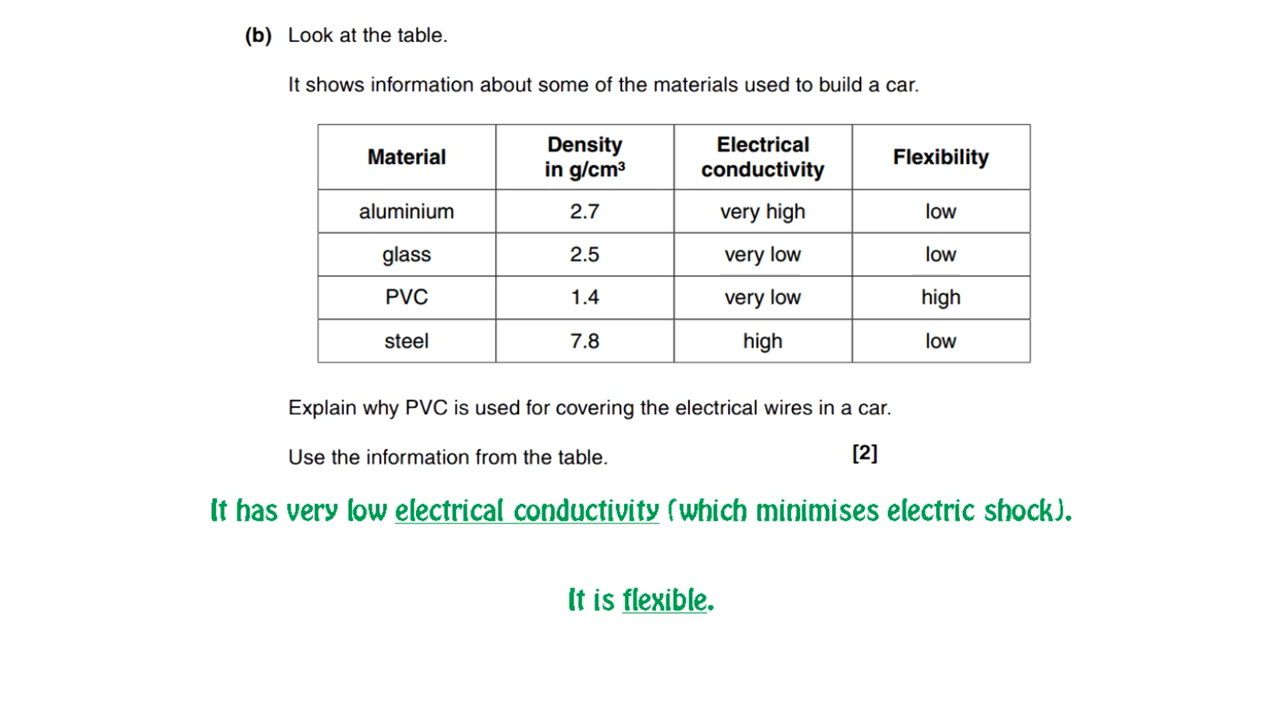 (b) Look at the table.
It shows information about some of the materials used to build a car.
Material Density in g/cm³ Electrical conductivity Flexibility
aluminium 2.7 very high low
glass 2.5 very low low
PVC 1.4 very low high
steel 7.8 high low
Explain why PVC is used for covering the electrical wires in a car.
Use the information from the table. [2]
It has very low electrical conductivity (which minimises electric shock).
It is flexible.